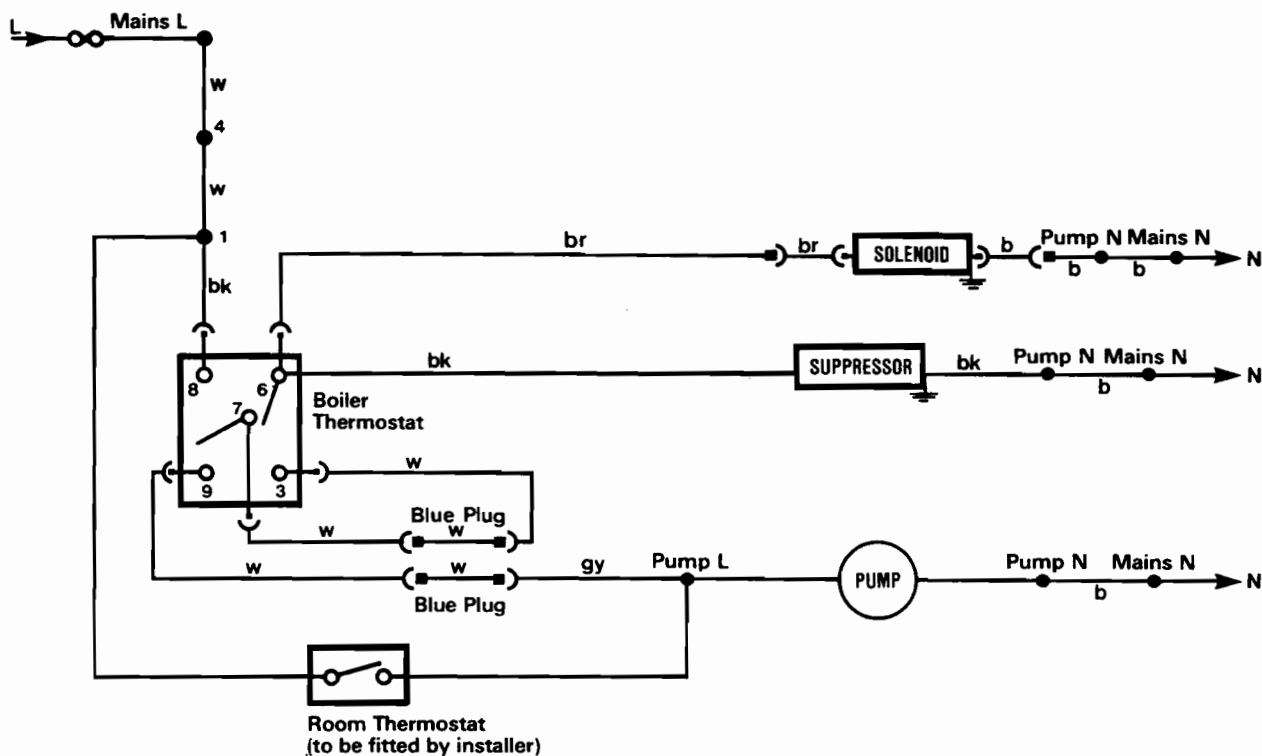 L
Mains L
w
4
w
1
br
br
SOLENOID
b
Pump N Mains N
b
b
N
bk
8
6
bk
SUPPRESSOR
bk
Pump N Mains N
b
N
7
Boiler
Thermostat
9
3
w
Blue Plug
w
w
w
w
Blue Plug
gy
Pump L
PUMP
Pump N
Mains N
b
N
Room Thermostat
(to be fitted by installer)